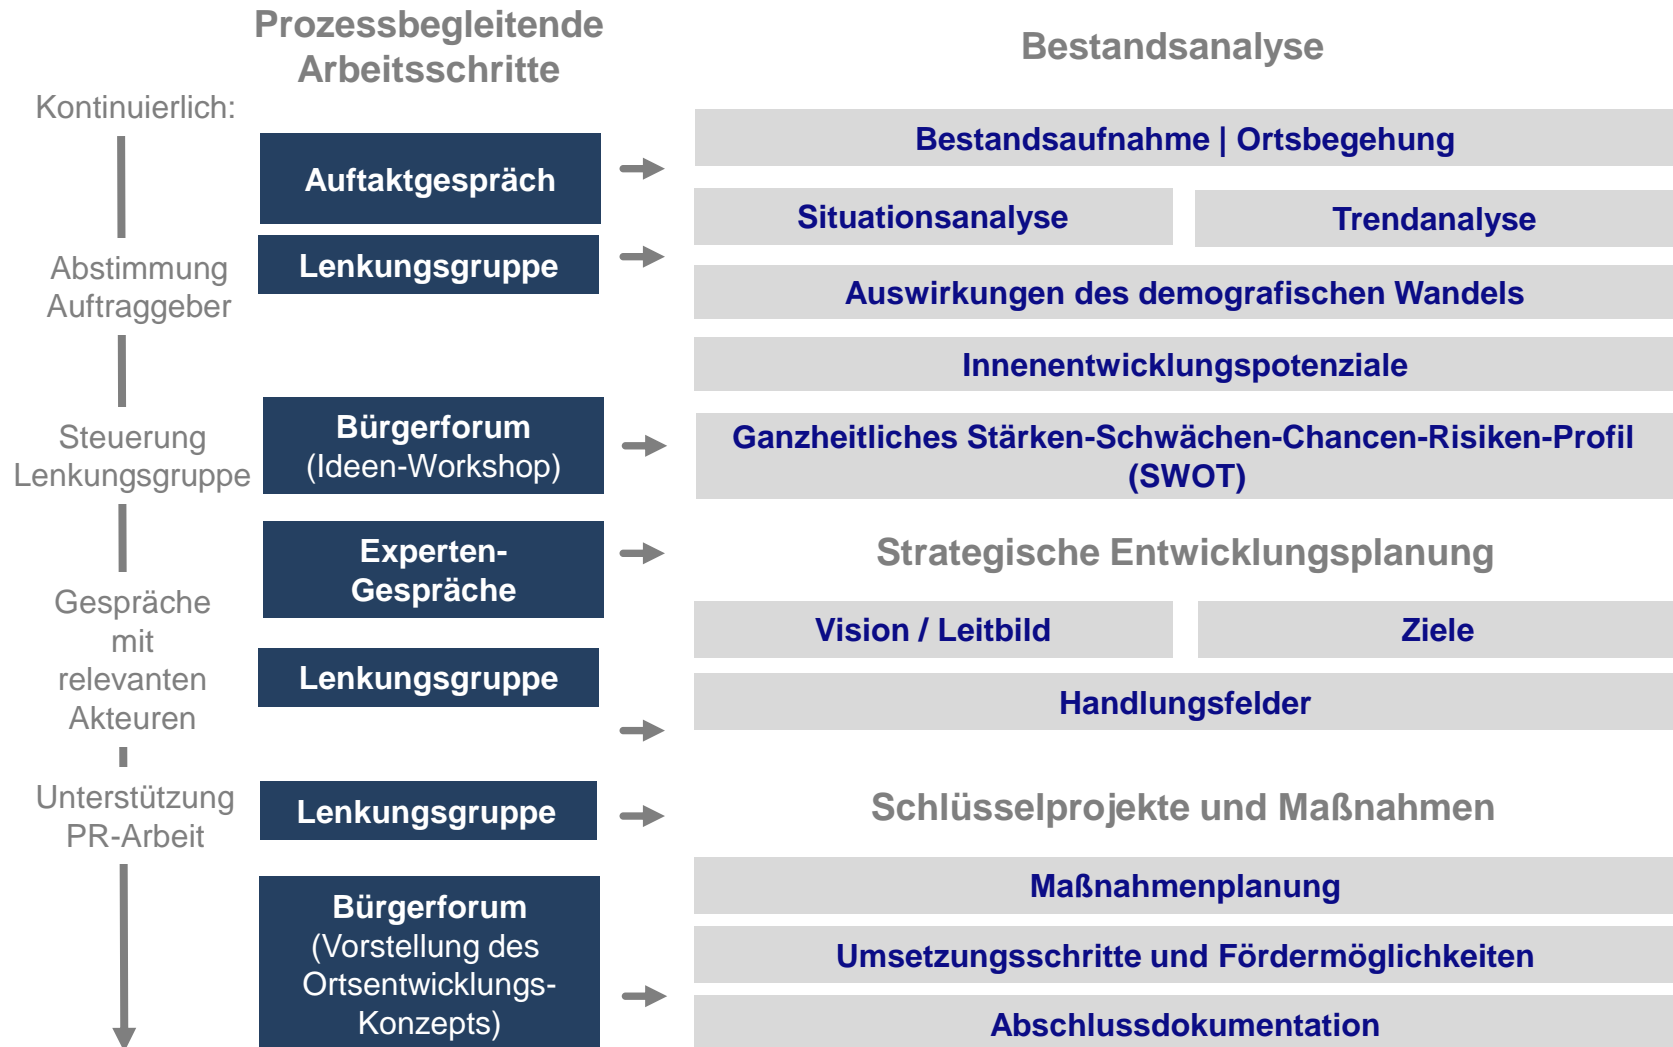 Prozessbegleitende
Arbeitsschritte
Bestandsanalyse
Kontinuierlich:
Abstimmung
Auftraggeber
Steuerung
Lenkungsgruppe
Gespräche
mit
relevanten
Akteuren
Unterstützung
PR-Arbeit
Auftaktgespräch
Lenkungsgruppe
Bürgerforum
(Ideen-Workshop)
Experten-
Gespräche
Lenkungsgruppe
Lenkungsgruppe
Bürgerforum
(Vorstellung des
Ortsentwicklungs-
Konzepts)
Bestandsaufnahme | Ortsbegehung
Situationsanalyse
Trendanalyse
Auswirkungen des demografischen Wandels
Innenentwicklungspotenziale
Ganzheitliches Stärken-Schwächen-Chancen-Risiken-Profil
(SWOT)
Strategische Entwicklungsplanung
Vision / Leitbild
Ziele
Handlungsfelder
Schlüsselprojekte und Maßnahmen
Maßnahmenplanung
Umsetzungsschritte und Fördermöglichkeiten
Abschlussdokumentation